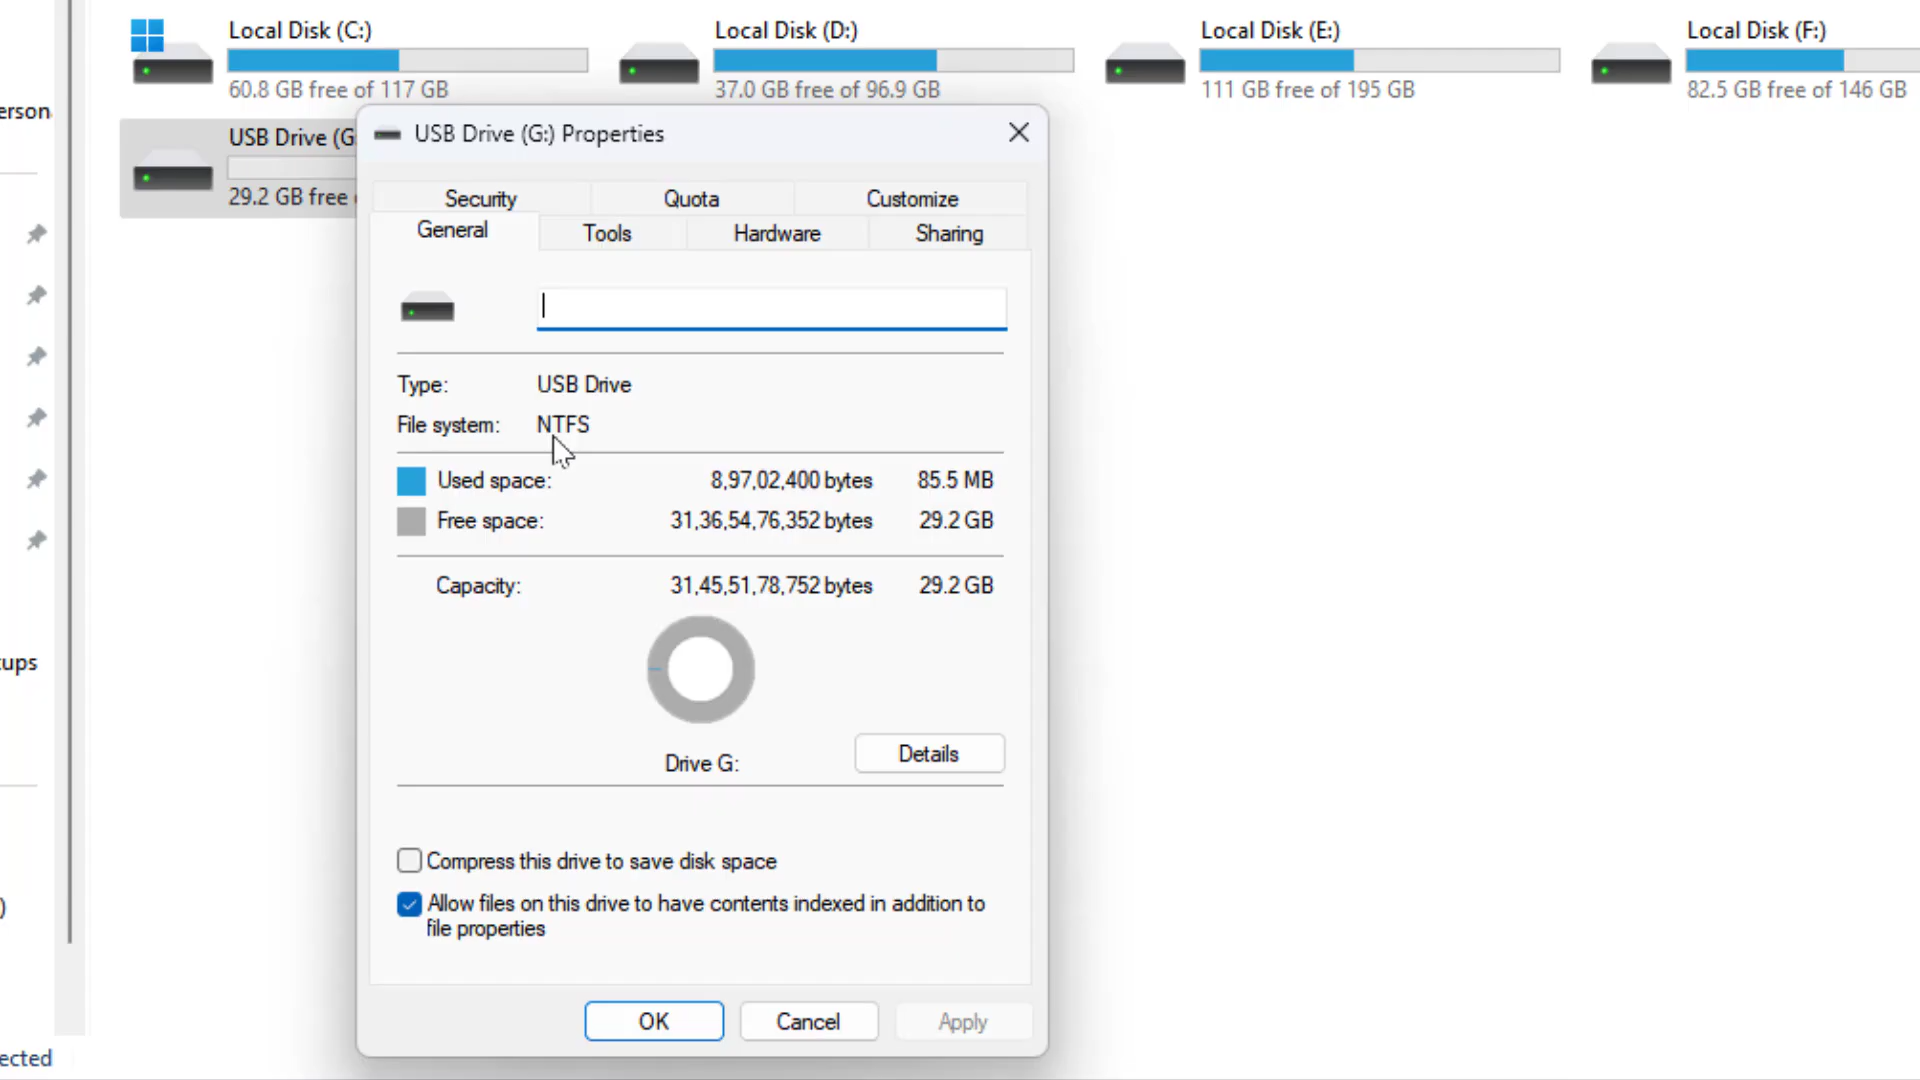 Local Disk (C:)
60.8 GB free of 117 GB
Local Disk (D:)
37.0 GB free of 96.9 GB
Local Disk (E:)
111 GB free of 195 GB
Local Disk (F:)
82.5 GB free of 146 GB
erson
USB Drive (G:
29.2 GB free
USB Drive (G:) Properties
Security Quota Customize
General Tools Hardware Sharing
Type: USB Drive
File system: NTFS
Used space: 8,97,02,400 bytes 85.5 MB
Free space: 31,36,54,76,352 bytes 29.2 GB
Capacity: 31,45,51,78,752 bytes 29.2 GB
Drive G:
Details
Compress this drive to save disk space
Allow files on this drive to have contents indexed in addition to
file properties
OK Cancel Apply
tups
)
ected